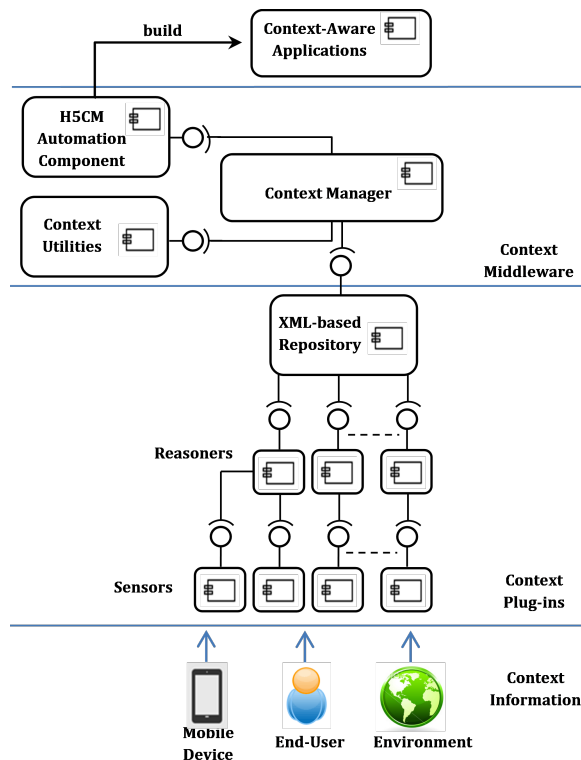 build
Context-Aware
Applications
H5CM
Automation
Component
Context Manager
Context
Utilities
Context
Middleware
XML-based
Repository
Reasoners
Sensors
Context
Plug-ins
Context
Information
Mobile
Device
End-User
Environment